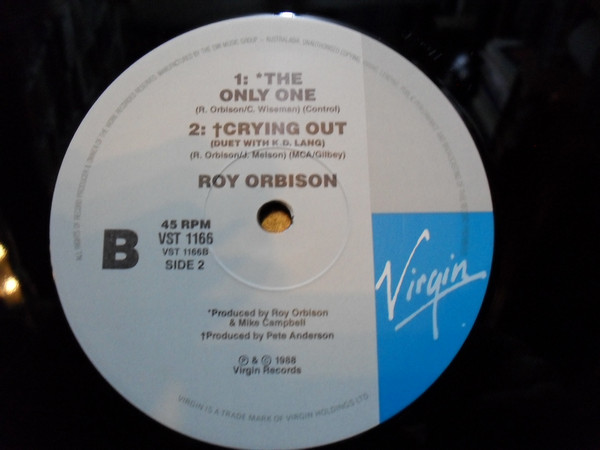 1: *THE
ONLY ONE
(R. Orbison/C. Wiseman) (Control)
2: †CRYING OUT
(DUET WITH K.D. LANG)
(R. Orbison/J. Melson) (MCA/Gilbey)
ROY ORBISON
B
45 RPM
VST 1166
VST 1166B
SIDE 2
Virgin
*Produced by Roy Orbison
& Mike Campbell
†Produced by Pete Anderson
℗ & © 1988
Virgin Records
VIRGIN IS A TRADE MARK OF VIRGIN HOLDINGS LTD.